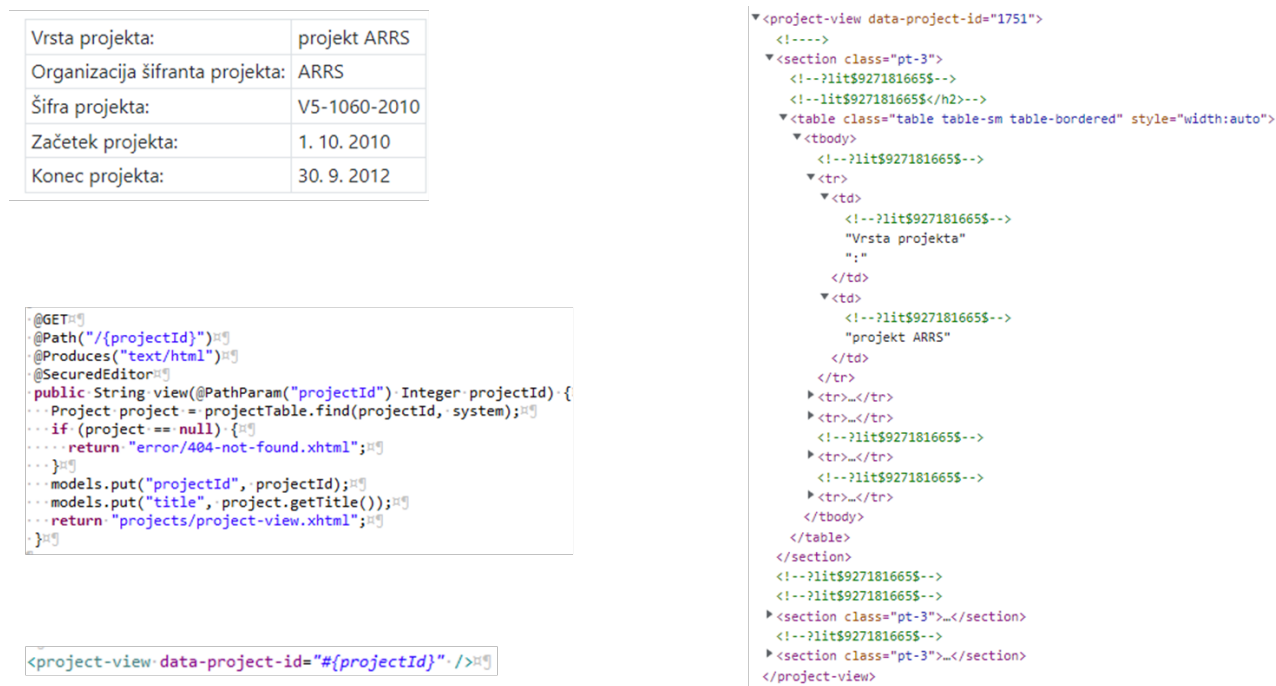 Vrsta projekta: projekt ARRS
Organizacija šifranta projekta: ARRS
Šifra projekta: V5-1060-2010
Začetek projekta: 1. 10. 2010
Konec projekta: 30. 9. 2012
@GET¤¶
@Path("/{projectId}")¤¶
@Produces("text/html")¤¶
@SecuredEditor¤¶
public·String·view(@PathParam("projectId")·Integer·projectId)·{
···Project·project·=·projectTable.find(projectId,·system);¤¶
···if·(project·==·null)·{¤¶
·····return·"error/404-not-found.xhtml";¤¶
···}¤¶
···models.put("projectId",·projectId);¤¶
···models.put("title",·project.getTitle());¤¶
···return·"projects/project-view.xhtml";¤¶
·}¤¶
<project-view·data-project-id="#{projectId}"·/>¤¶
▼<project-view data-project-id="1751">
<!---->
▼<section class="pt-3">
<!--?lit$927181665$-->
<!--lit$927181665$</h2>-->
▼<table class="table table-sm table-bordered" style="width:auto">
▼<tbody>
<!--?lit$927181665$-->
▼<tr>
▼<td>
<!--?lit$927181665$-->
"Vrsta projekta"
":"
</td>
▼<td>
<!--?lit$927181665$-->
"projekt ARRS"
</td>
</tr>
▶<tr>…</tr>
▶<tr>…</tr>
<!--?lit$927181665$-->
▶<tr>…</tr>
<!--?lit$927181665$-->
▶<tr>…</tr>
</tbody>
</table>
</section>
<!--?lit$927181665$-->
<!--?lit$927181665$-->
▶<section class="pt-3">…</section>
<!--?lit$927181665$-->
▶<section class="pt-3">…</section>
</project-view>